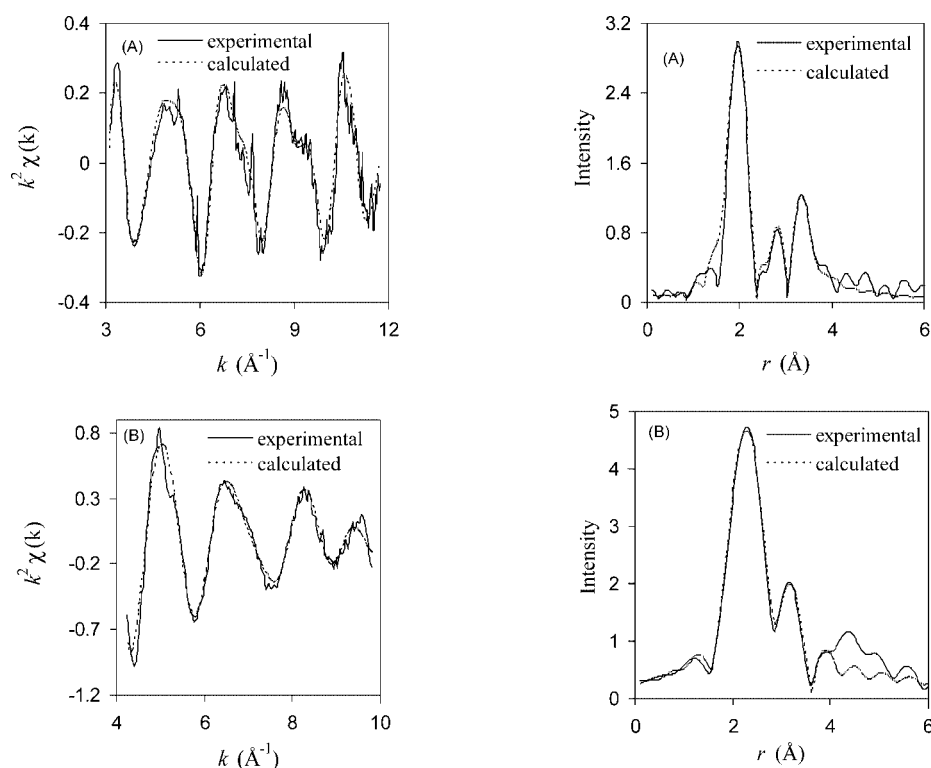 0.4
(A)
experimental
calculated
0.2
0
-0.2
-0.4
k² χ(k)
3
6
9
12
k (Å⁻¹)
3.2
(A)
experimental
calculated
2.4
1.6
0.8
0
Intensity
0
2
4
6
r (Å)
0.8
(B)
experimental
calculated
0.3
-0.2
-0.7
-1.2
k² χ(k)
4
6
8
10
k (Å⁻¹)
5
(B)
experimental
calculated
4
3
2
1
0
Intensity
0
2
4
6
r (Å)